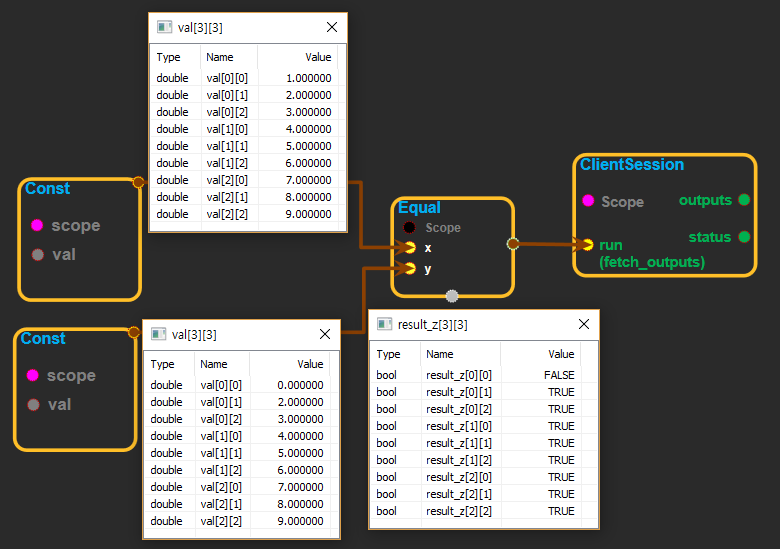 val[3][3]
Type Name Value
double val[0][0] 1.000000
double val[0][1] 2.000000
double val[0][2] 3.000000
double val[1][0] 4.000000
double val[1][1] 5.000000
double val[1][2] 6.000000
double val[2][0] 7.000000
double val[2][1] 8.000000
double val[2][2] 9.000000
Const
scope
val
Equal
Scope
x
y
ClientSession
Scope
outputs
status
run
(fetch_outputs)
Const
scope
val
val[3][3]
Type Name Value
double val[0][0] 0.000000
double val[0][1] 2.000000
double val[0][2] 3.000000
double val[1][0] 4.000000
double val[1][1] 5.000000
double val[1][2] 6.000000
double val[2][0] 7.000000
double val[2][1] 8.000000
double val[2][2] 9.000000
result_z[3][3]
Type Name Value
bool result_z[0][0] FALSE
bool result_z[0][1] TRUE
bool result_z[0][2] TRUE
bool result_z[1][0] TRUE
bool result_z[1][1] TRUE
bool result_z[1][2] TRUE
bool result_z[2][0] TRUE
bool result_z[2][1] TRUE
bool result_z[2][2] TRUE